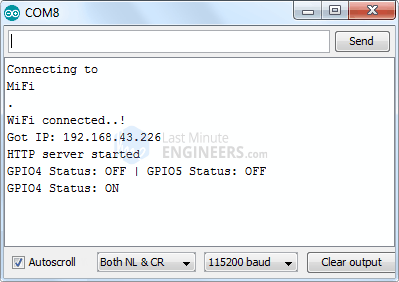 COM8
Send
Connecting to
MiFi
.
WiFi connected..!
Got IP: 192.168.43.226
HTTP server started
GPIO4 Status: OFF | GPIO5 Status: OFF
GPIO4 Status: ON
Last Minute
ENGINEERS.com
Autoscroll
Both NL & CR
115200 baud
Clear output